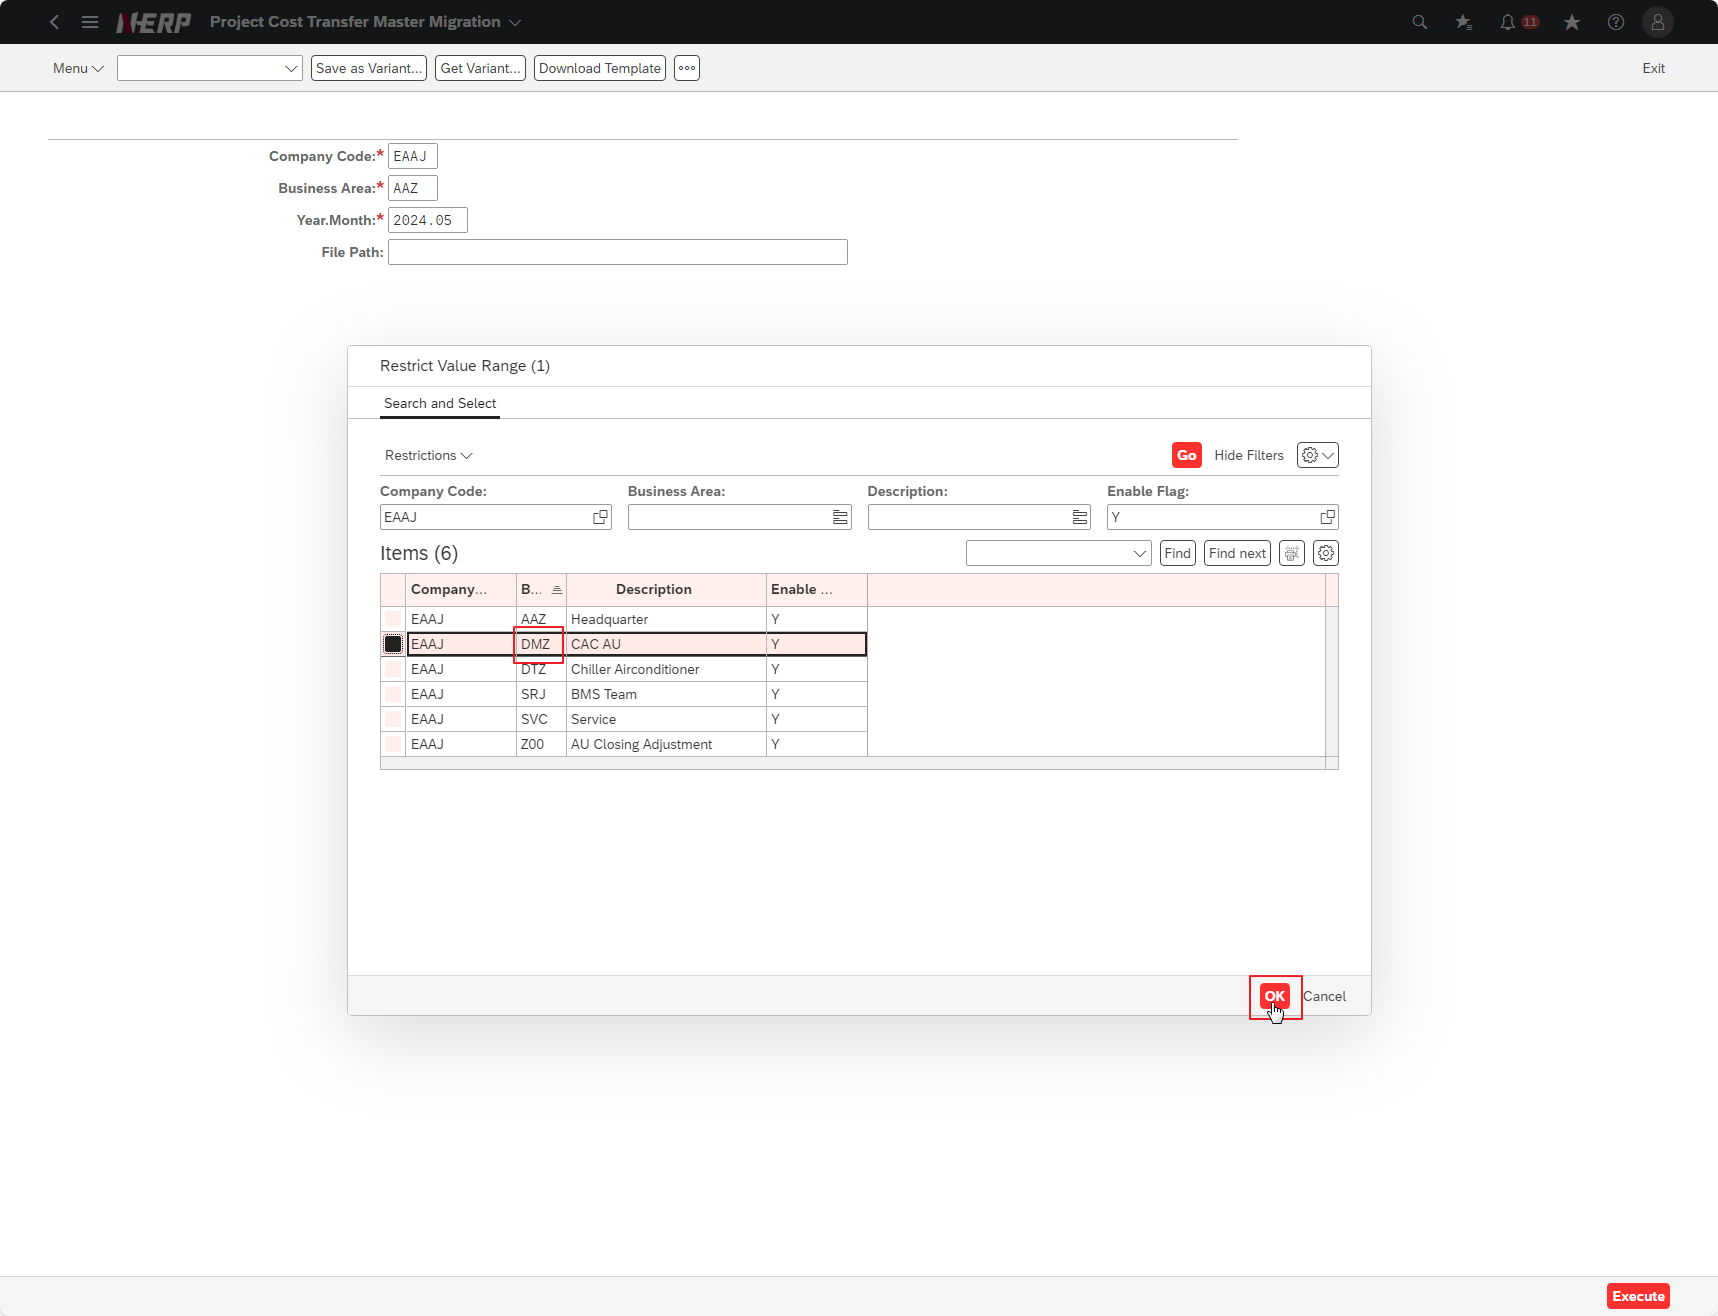 NERP Project Cost Transfer Master Migration 11
Menu Save as Variant... Get Variant... Download Template Exit
Company Code:* EAAJ
Business Area:* AAZ
Year.Month:* 2024.05
File Path:
Restrict Value Range (1)
Search and Select
Restrictions Go Hide Filters
Company Code: Business Area: Description: Enable Flag:
EAAJ Y
Items (6) Find Find next
Company... B... Description Enable ...
EAAJ AAZ Headquarter Y
EAAJ DMZ CAC AU Y
EAAJ DTZ Chiller Airconditioner Y
EAAJ SRJ BMS Team Y
EAAJ SVC Service Y
EAAJ Z00 AU Closing Adjustment Y
OK Cancel
Execute